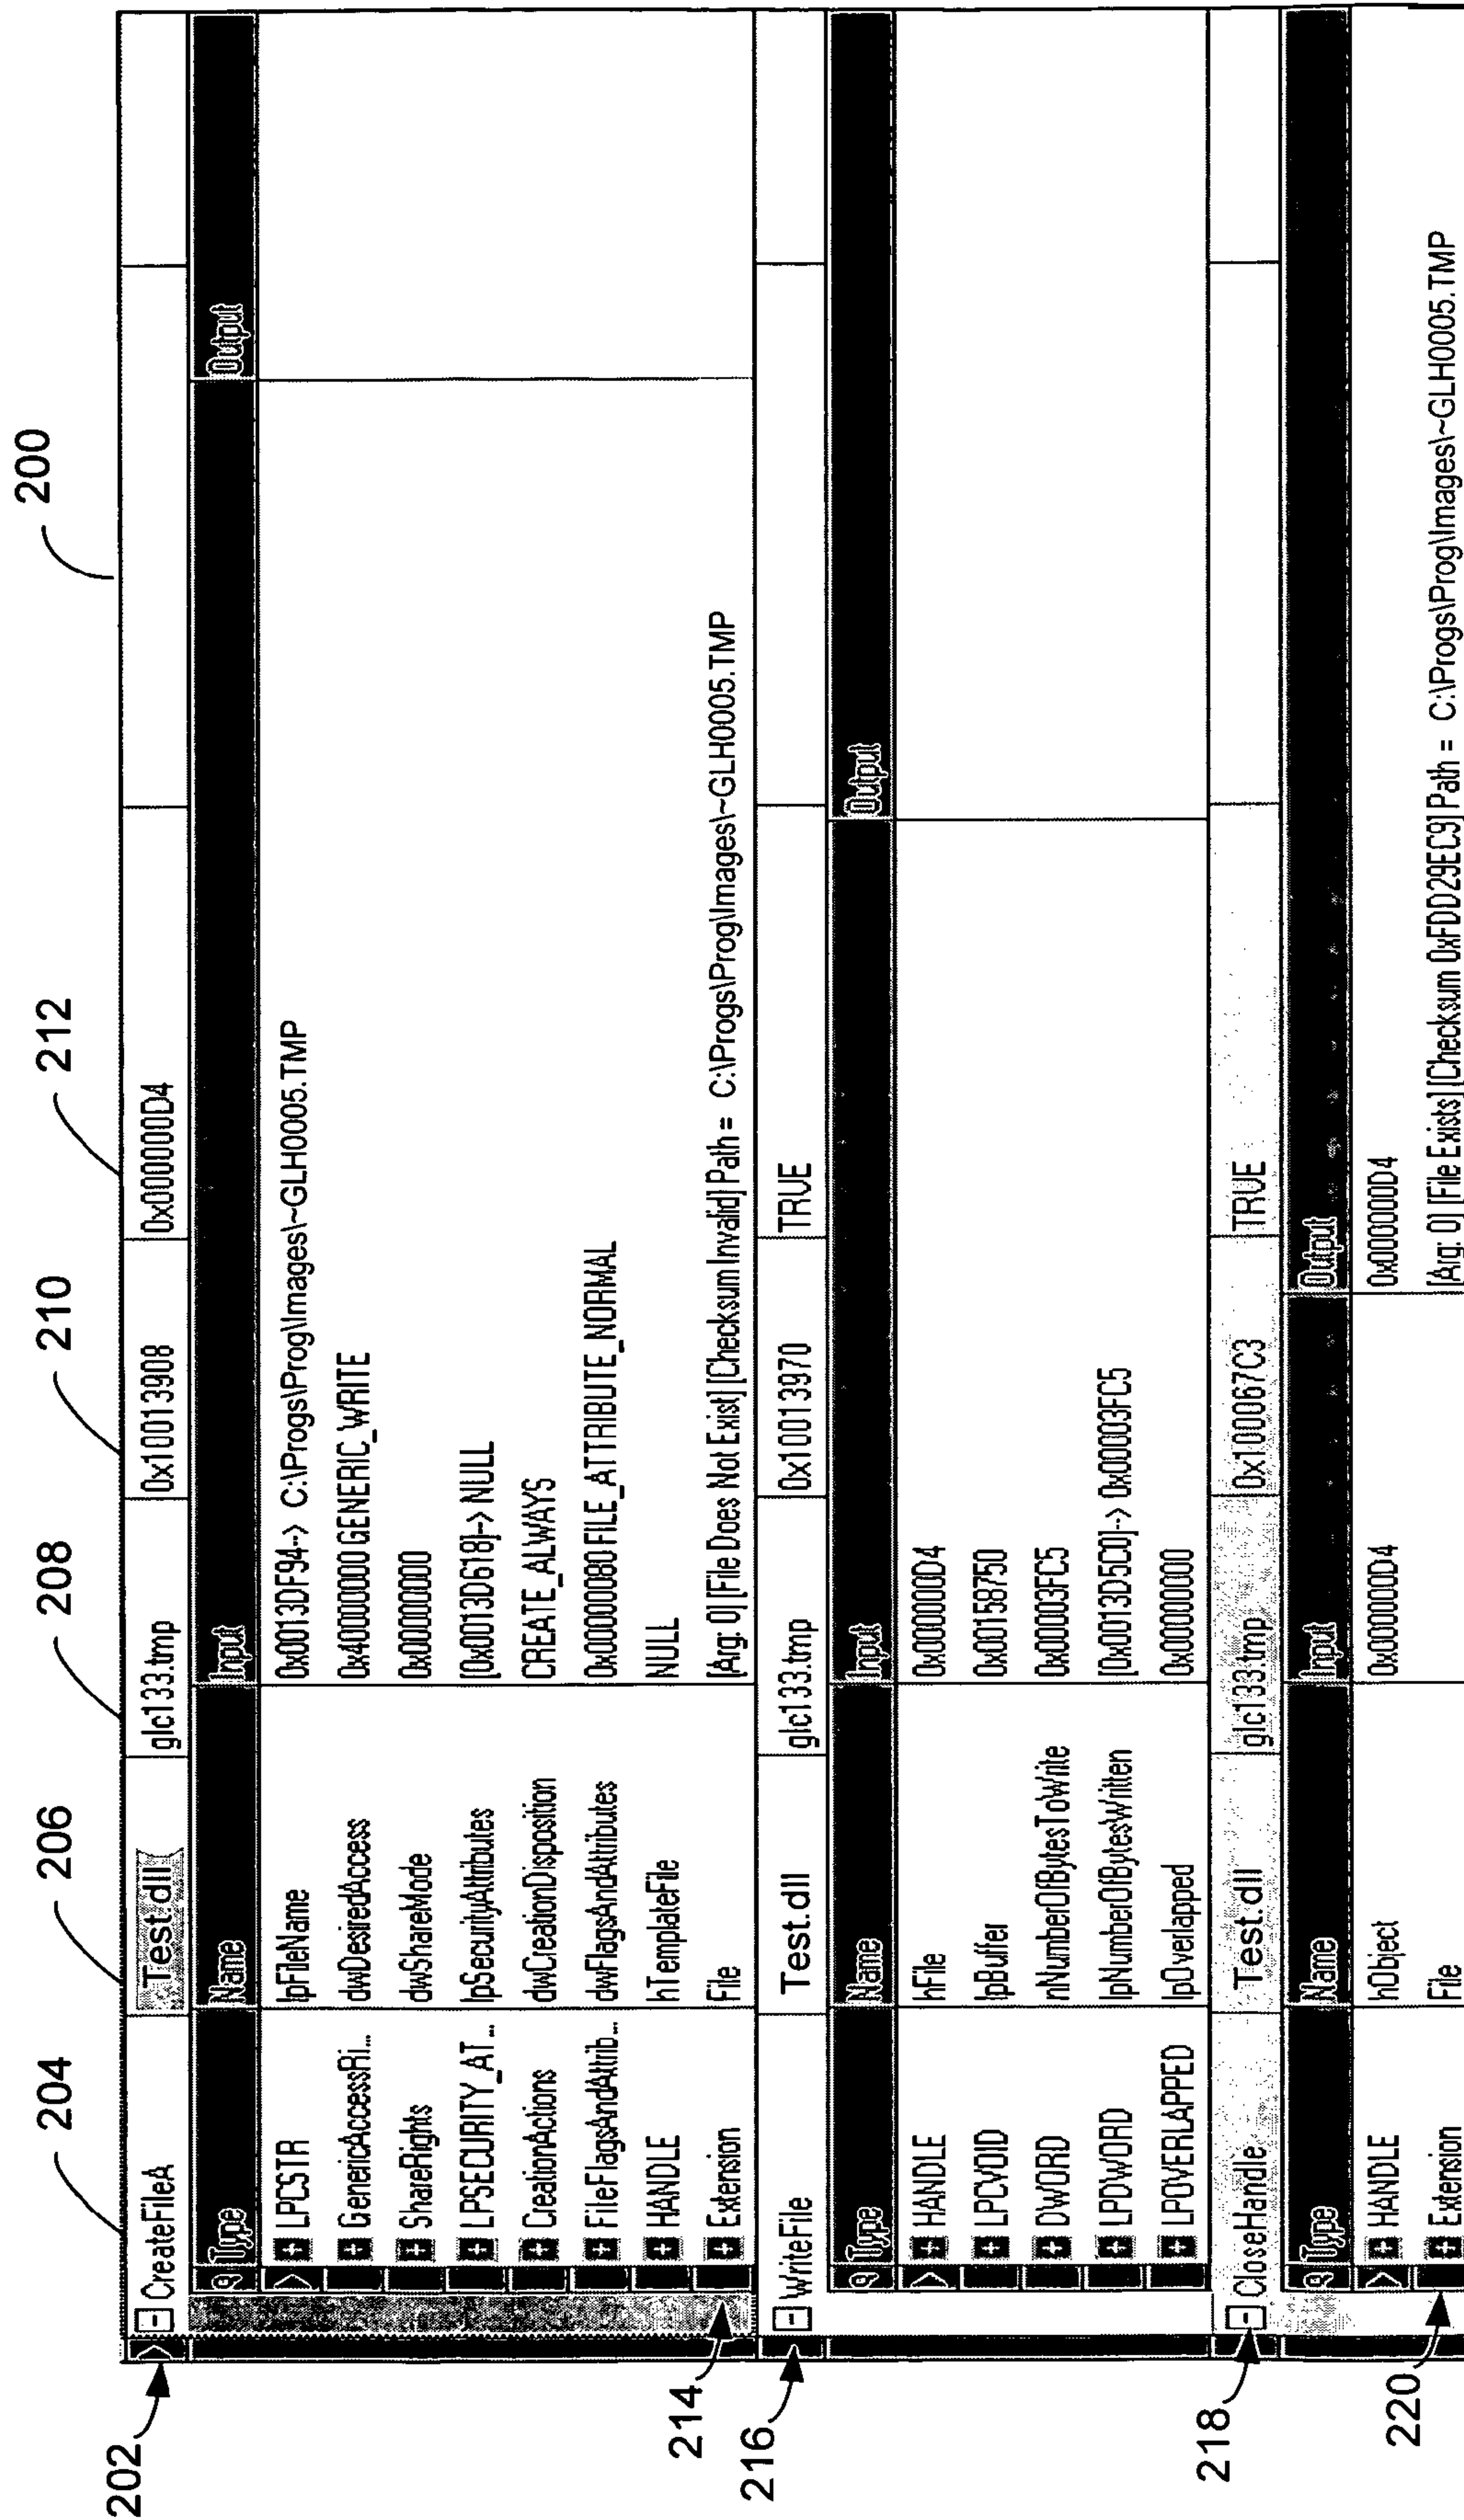 200
204 206 208 210 212
202
CreateFileA Test.dll glc133.tmp 0x10013908 0x000000D4
Type Name Input Output
LPCSTR lpFileName 0x0013DF94--> C:\Progs\Prog\Images\~GLH0005.TMP
GenericAccessRi... dwDesiredAccess 0x40000000 GENERIC_WRITE
ShareRights dwShareMode 0x00000000
LPSECURITY_AT... lpSecurityAttributes [0x0013D618]--> NULL
CreationActions dwCreationDisposition CREATE_ALWAYS
FileFlagsAndAttrib... dwFlagsAndAttributes 0x00000080 FILE_ATTRIBUTE_NORMAL
HANDLE hTemplateFile NULL
214
Extension File [Arg: 0] [File Does Not Exist] [Checksum Invalid] Path = C:\Progs\Prog\Images\~GLH0005.TMP
216
WriteFile Test.dll glc133.tmp 0x10013970 TRUE
Type Name Input Output
HANDLE hFile 0x000000D4
LPCVOID lpBuffer 0x00158750
DWORD nNumberOfBytesToWrite 0x00003FC5
LPDWORD lpNumberOfBytesWritten [0x0013D5C0]--> 0x00003FC5
LPOVERLAPPED lpOverlapped 0x00000000
218
CloseHandle Test.dll glc133.tmp 0x100067C3 TRUE
Type Name Input Output
HANDLE hObject 0x000000D4 0x000000D4
220
Extension File [Arg: 0] [File Exists] [Checksum 0xFDD29EC9] Path = C:\Progs\Prog\Images\~GLH0005.TMP